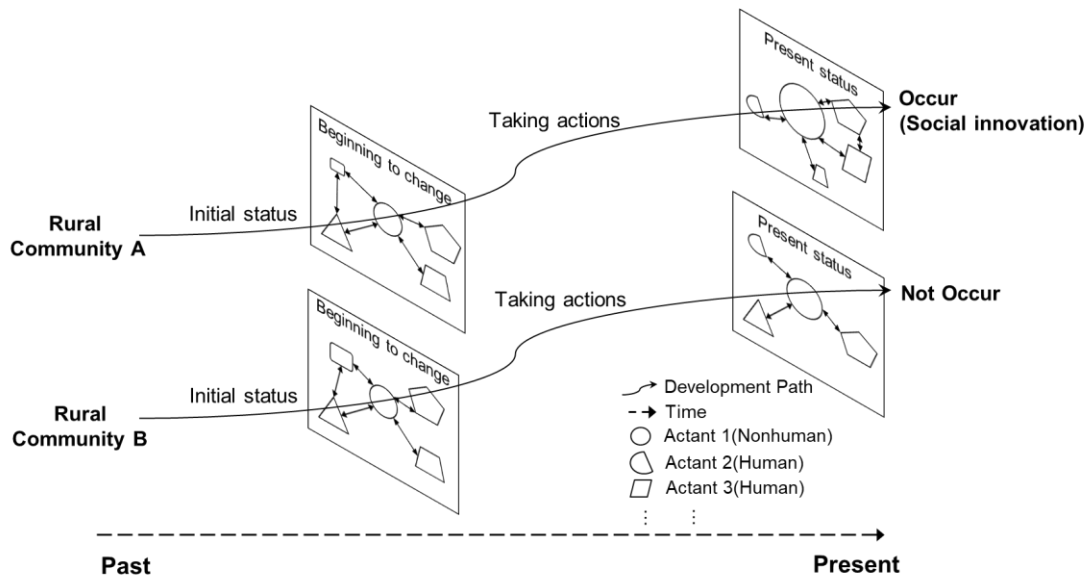 Present status
Occur
(Social innovation)
Taking actions
Beginning to change
Initial status
Rural
Community A
Present status
Not Occur
Taking actions
Beginning to change
Initial status
Rural
Community B
Development Path
Time
Actant 1(Nonhuman)
Actant 2(Human)
Actant 3(Human)
Past
Present